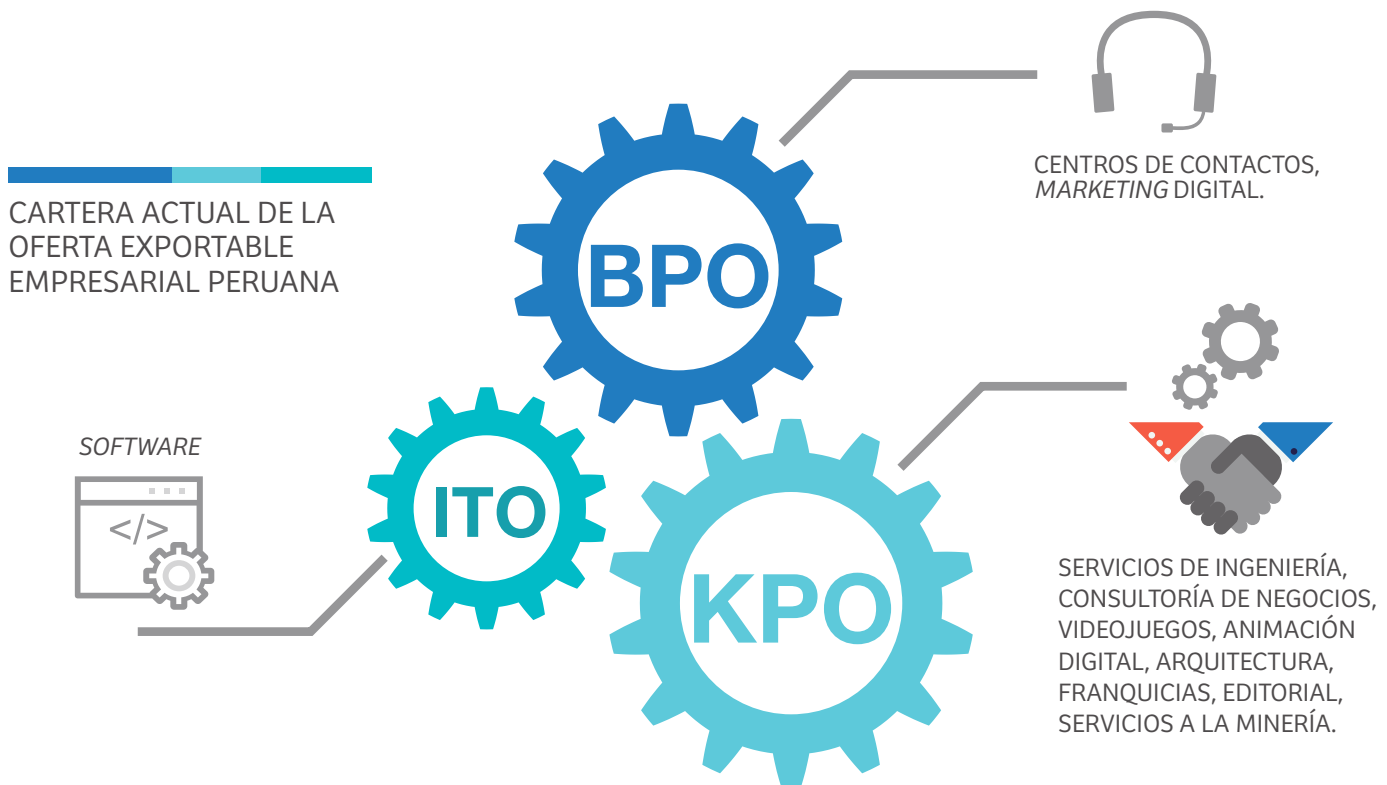 CARTERA ACTUAL DE LA
OFERTA EXPORTABLE
EMPRESARIAL PERUANA
BPO
CENTROS DE CONTACTOS,
MARKETING DIGITAL.
SOFTWARE
</>
ITO
KPO
SERVICIOS DE INGENIERÍA,
CONSULTORÍA DE NEGOCIOS,
VIDEOJUEGOS, ANIMACIÓN
DIGITAL, ARQUITECTURA,
FRANQUICIAS, EDITORIAL,
SERVICIOS A LA MINERÍA.